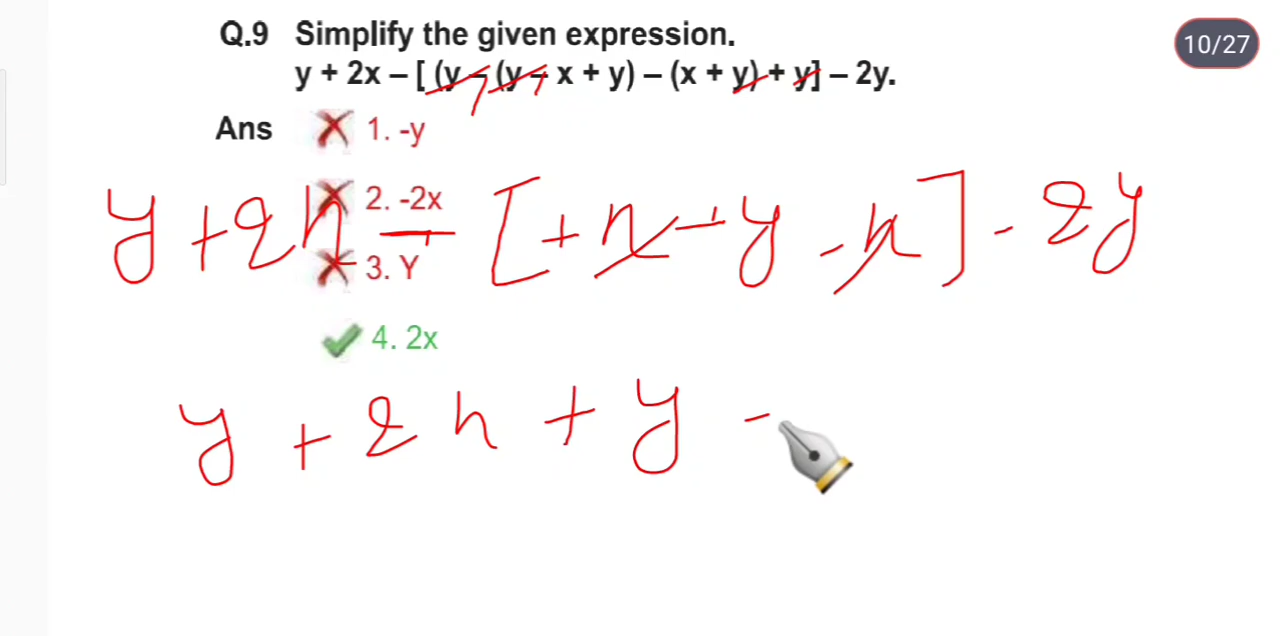 10/27
Q.9 Simplify the given expression.
y + 2x – [ (y – (y – x + y) – (x + y) + y] – 2y.
Ans
1. -y
2. -2x
3. Y
4. 2x
y + 2x - [+x - y - x] - 2y
y + 2x + y -